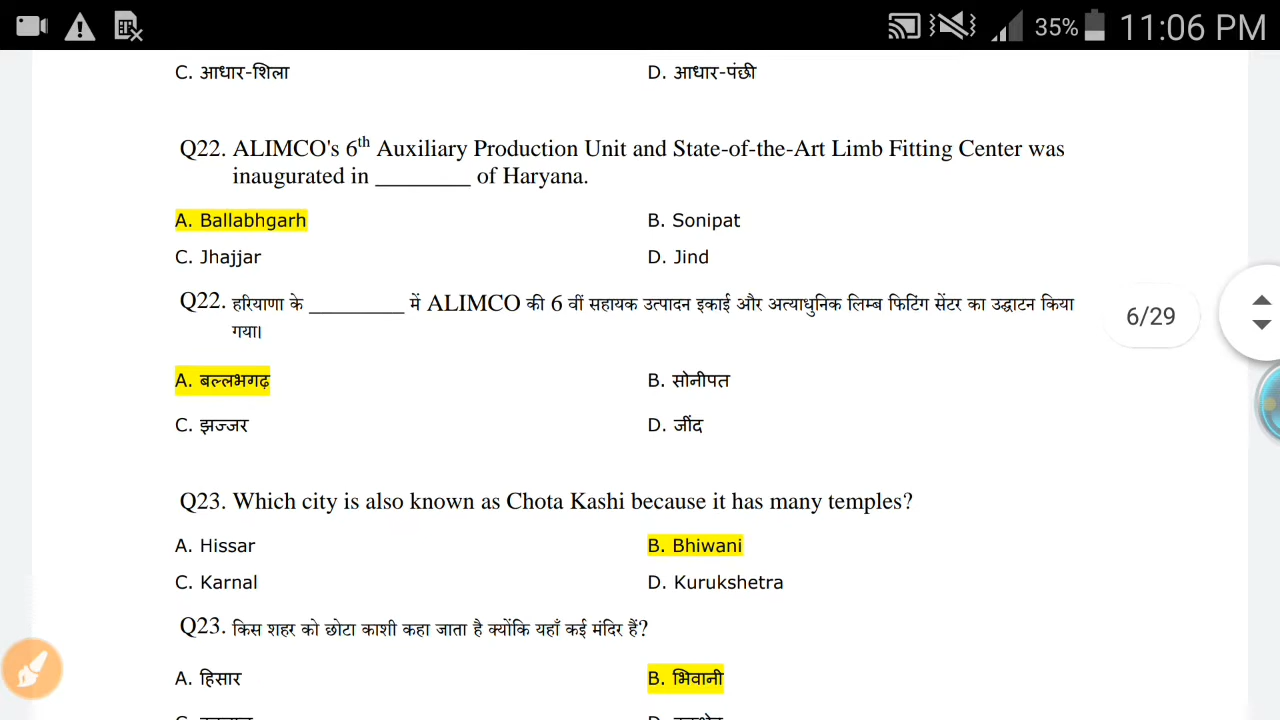 35% 11:06 PM
C. आधार-शिला D. आधार-पंछी
Q22. ALIMCO's 6th Auxiliary Production Unit and State-of-the-Art Limb Fitting Center was
inaugurated in ________ of Haryana.
A. Ballabhgarh B. Sonipat
C. Jhajjar D. Jind
Q22. हरियाणा के ________ में ALIMCO की 6 वीं सहायक उत्पादन इकाई और अत्याधुनिक लिम्ब फिटिंग सेंटर का उद्घाटन किया
गया।
6/29
A. बल्लभगढ़ B. सोनीपत
C. झज्जर D. जींद
Q23. Which city is also known as Chota Kashi because it has many temples?
A. Hissar B. Bhiwani
C. Karnal D. Kurukshetra
Q23. किस शहर को छोटा काशी कहा जाता है क्योंकि यहाँ कई मंदिर हैं?
A. हिसार B. भिवानी